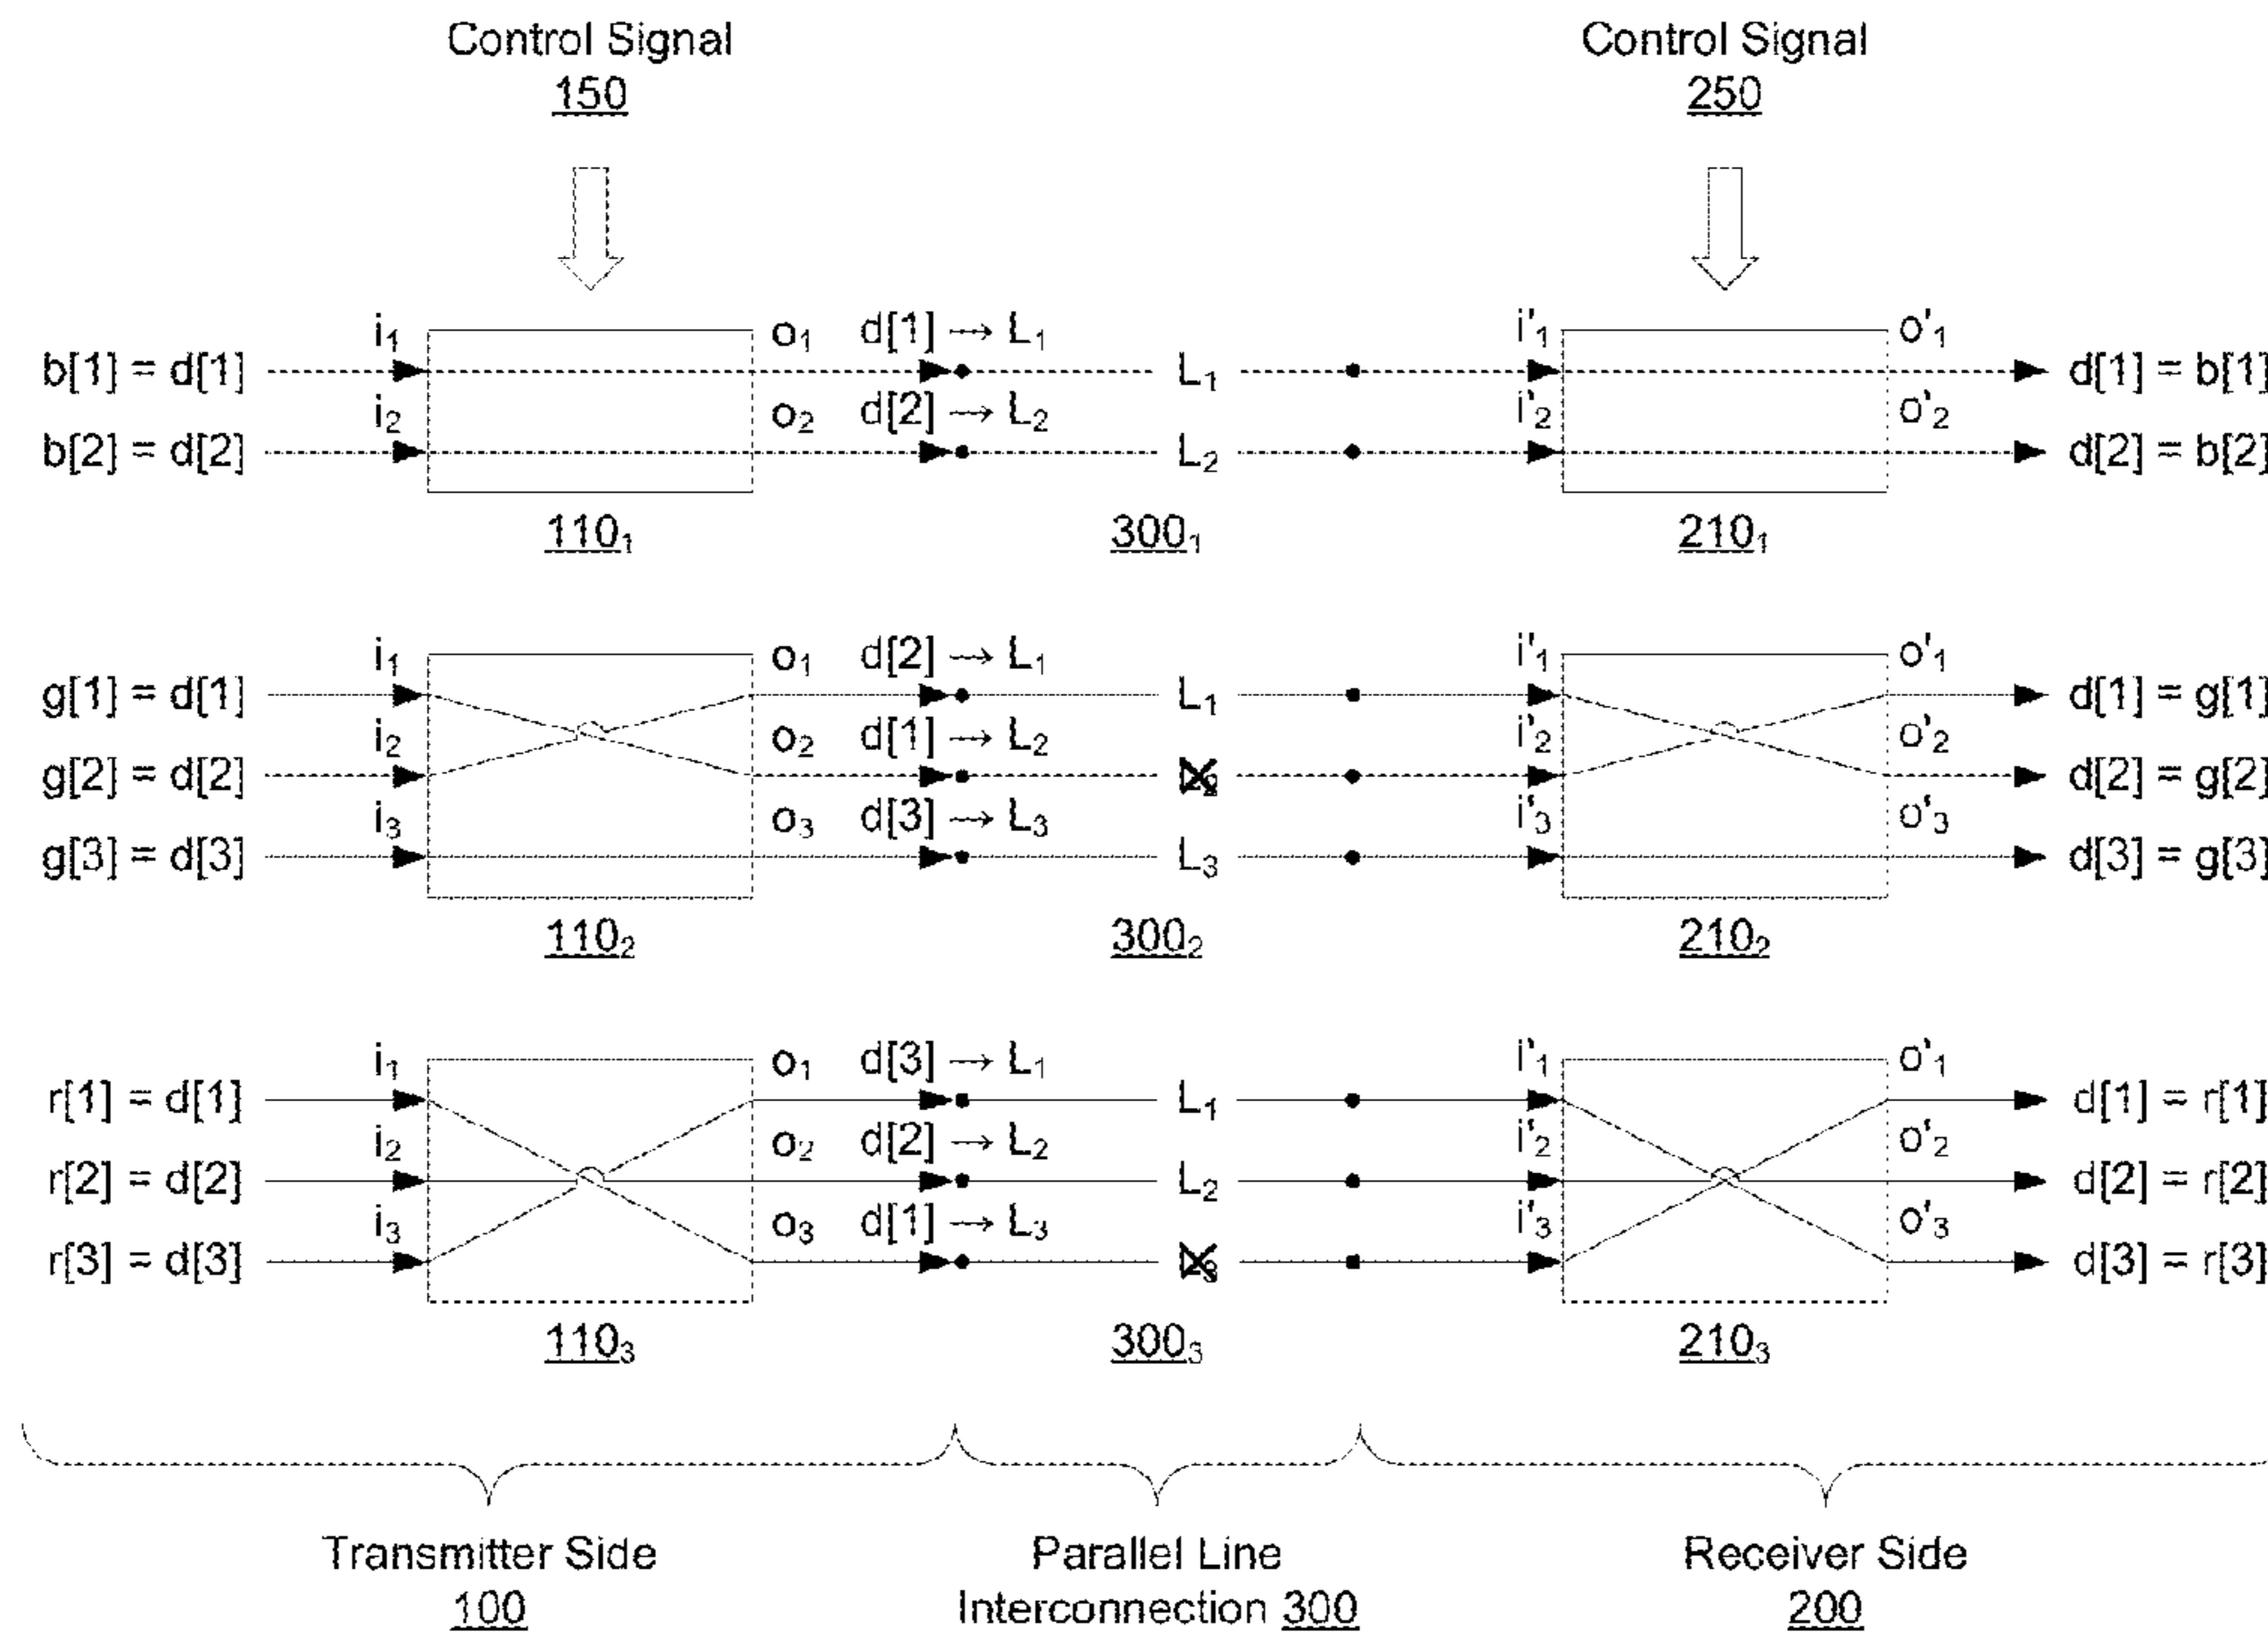 Control Signal
150
Control Signal
250
i₁ o₁ d[1] → L₁ i'₁ o'₁
b[1] = d[1] L₁ d[1] = b[1]
i₂ o₂ d[2] → L₂ i'₂ o'₂
b[2] = d[2] L₂ d[2] = b[2]
110₁ 300₁ 210₁
i₁ o₁ d[2] → L₁ i'₁ o'₁
g[1] = d[1] L₁ d[1] = g[1]
i₂ o₂ d[1] → L₂ i'₂ o'₂
g[2] = d[2] L₂ d[2] = g[2]
i₃ o₃ d[3] → L₃ i'₃ o'₃
g[3] = d[3] L₃ d[3] = g[3]
110₂ 300₂ 210₂
i₁ o₁ d[3] → L₁ i'₁ o'₁
r[1] = d[1] L₁ d[1] = r[1]
i₂ o₂ d[2] → L₂ i'₂ o'₂
r[2] = d[2] L₂ d[2] = r[2]
i₃ o₃ d[1] → L₃ i'₃ o'₃
r[3] = d[3] L₃ d[3] = r[3]
110₃ 300₃ 210₃
Transmitter Side
100
Parallel Line
Interconnection 300
Receiver Side
200